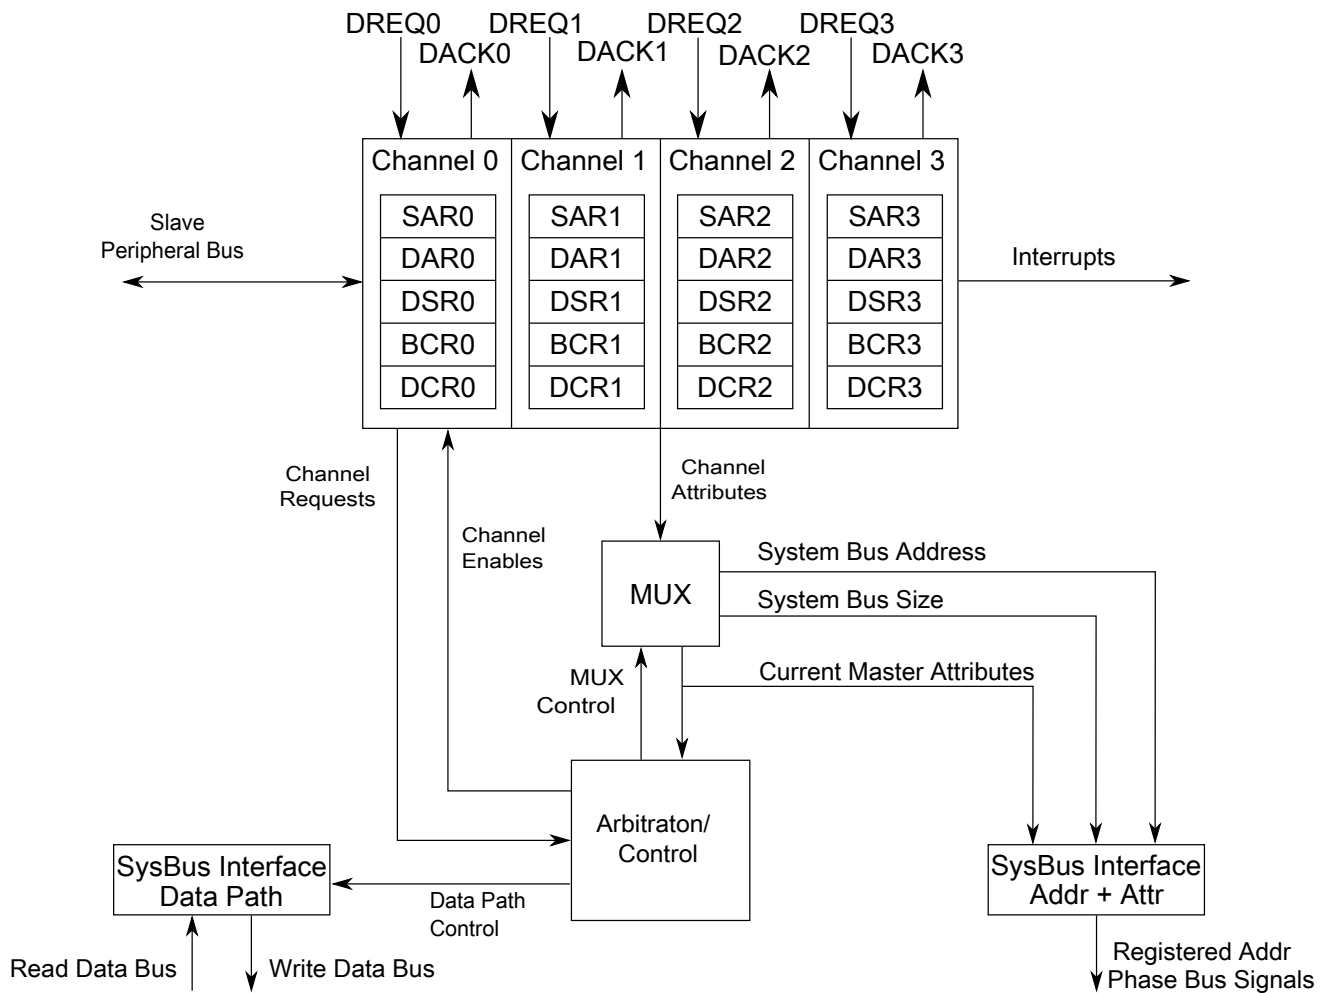 DREQ0
DREQ1
DREQ2
DREQ3
DACK0
DACK1
DACK2
DACK3
Channel 0
Channel 1
Channel 2
Channel 3
SAR0
SAR1
SAR2
SAR3
DAR0
DAR1
DAR2
DAR3
DSR0
DSR1
DSR2
DSR3
BCR0
BCR1
BCR2
BCR3
DCR0
DCR1
DCR2
DCR3
Slave
Peripheral Bus
Interrupts
Channel
Requests
Channel
Attributes
Channel
Enables
MUX
System Bus Address
System Bus Size
Current Master Attributes
MUX
Control
Arbitraton/
Control
SysBus Interface
Data Path
Data Path
Control
SysBus Interface
Addr + Attr
Read Data Bus
Write Data Bus
Registered Addr
Phase Bus Signals